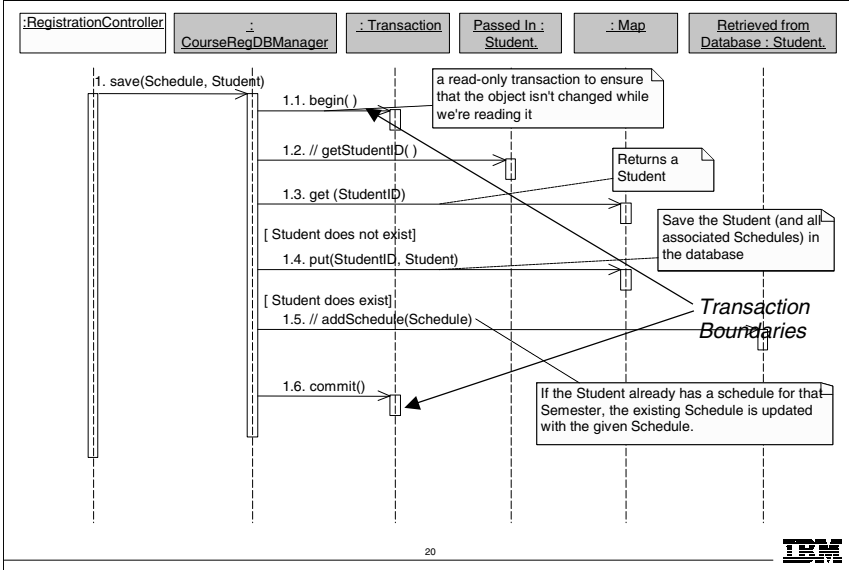 :RegistrationController
:
CourseRegDBManager
: Transaction
Passed In :
Student.
: Map
Retrieved from
Database : Student.
1. save(Schedule, Student)
a read-only transaction to ensure
that the object isn't changed while
we're reading it
1.1. begin( )
1.2. // getStudentID( )
Returns a
Student
1.3. get (StudentID)
Save the Student (and all
associated Schedules) in
the database
[ Student does not exist]
1.4. put(StudentID, Student)
[ Student does exist]
1.5. // addSchedule(Schedule)
Transaction
Boundaries
1.6. commit()
If the Student already has a schedule for that
Semester, the existing Schedule is updated
with the given Schedule.
20
IBM